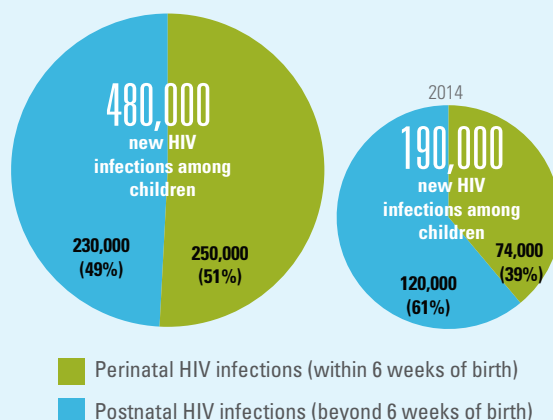 480,000
new HIV
infections among
children
230,000
(49%)
250,000
(51%)
2014
190,000
new HIV
infections among
children
74,000
(39%)
120,000
(61%)
Perinatal HIV infections (within 6 weeks of birth)
Postnatal HIV infections (beyond 6 weeks of birth)